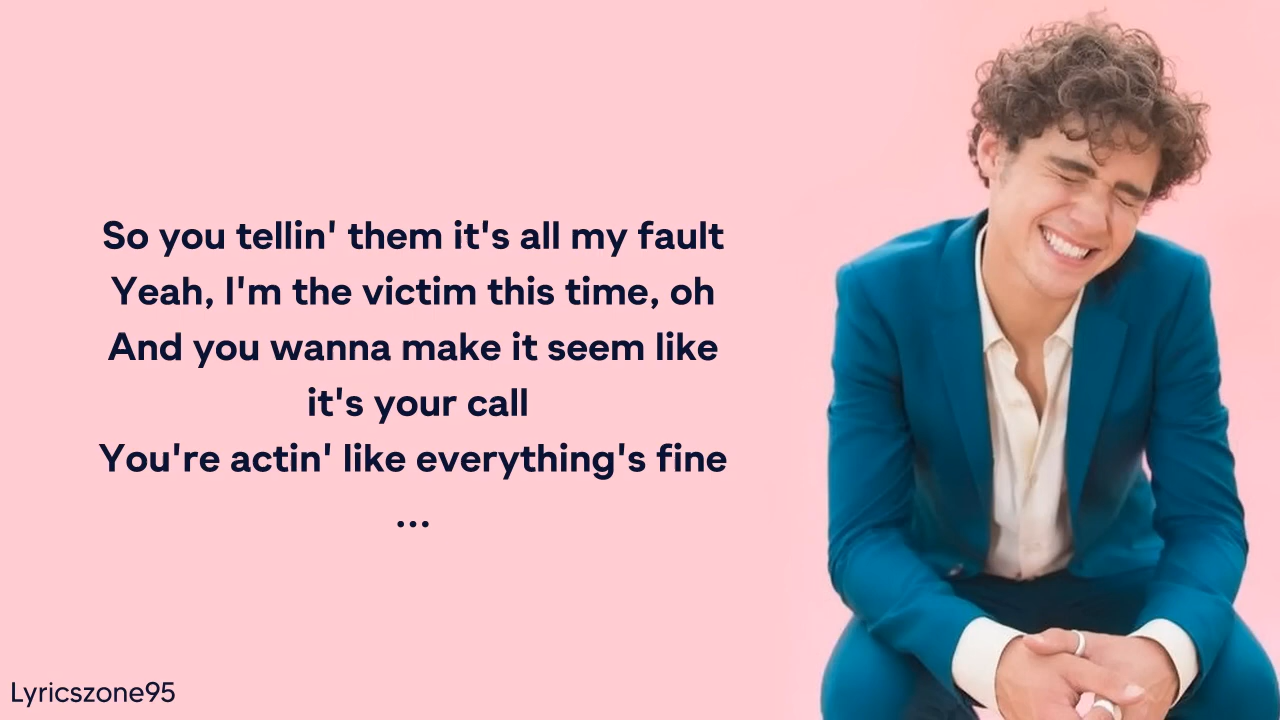 So you tellin' them it's all my fault
Yeah, I'm the victim this time, oh
And you wanna make it seem like
it's your call
You're actin' like everything's fine
...
Lyricszone95